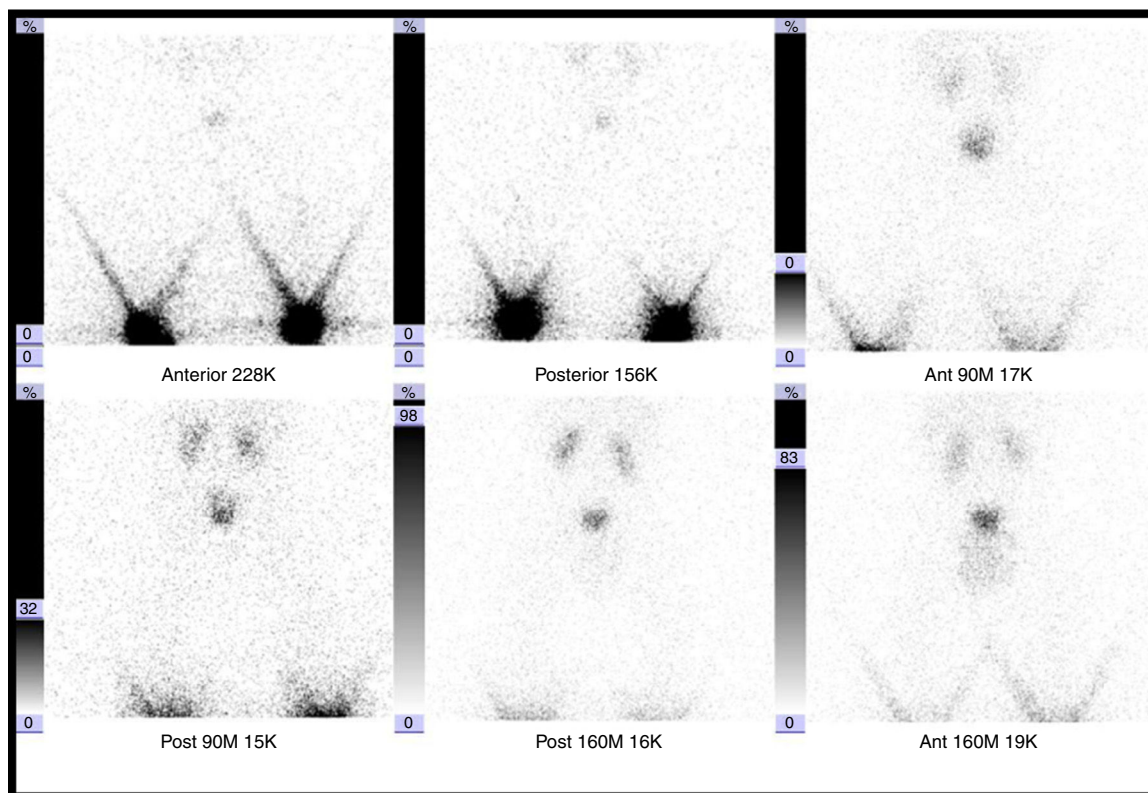 % % %
0
0 0
0 0 0
Anterior 228K Posterior 156K Ant 90M 17K
% % %
98
83
32
0 0 0
Post 90M 15K Post 160M 16K Ant 160M 19K